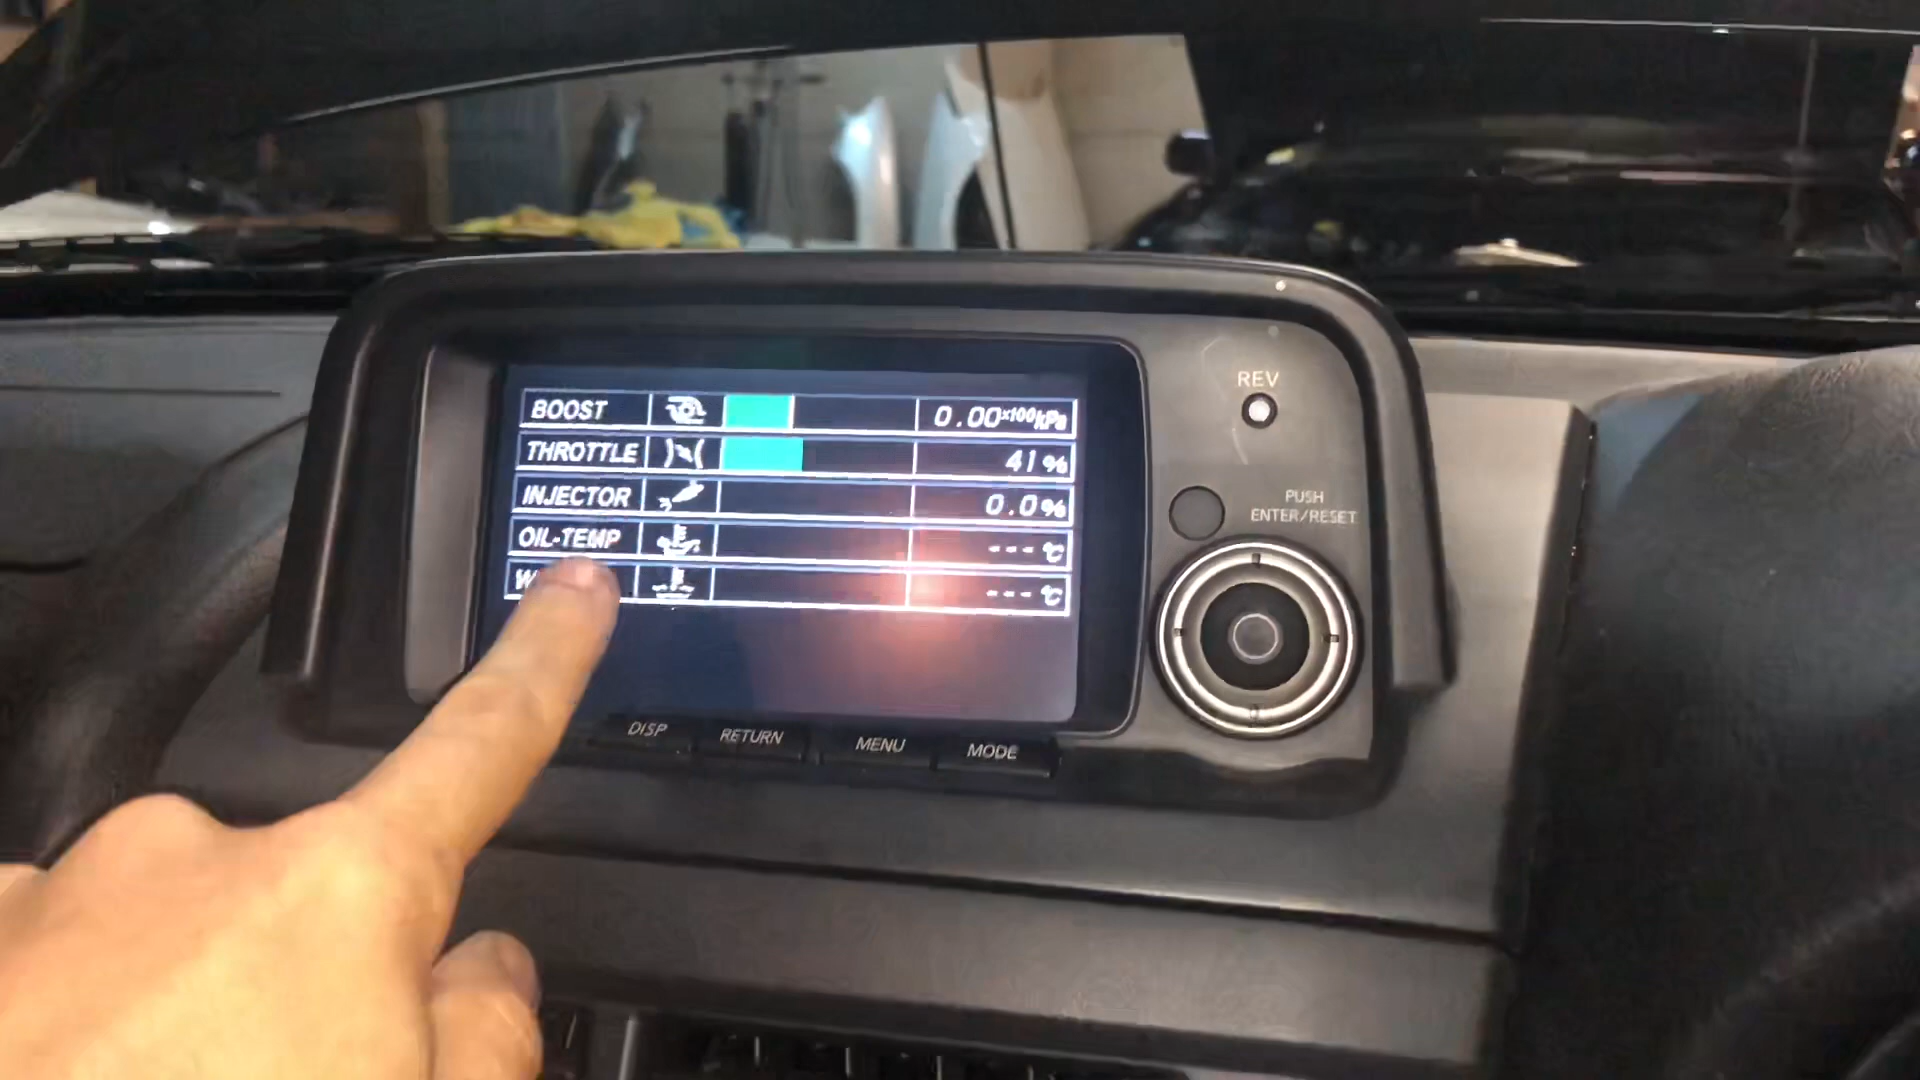 BOOST 0.00x100kPa
THROTTLE 41%
INJECTOR 0.0%
OIL-TEMP ---℃
---℃
REV
PUSH
ENTER/RESET
DISP RETURN MENU MODE